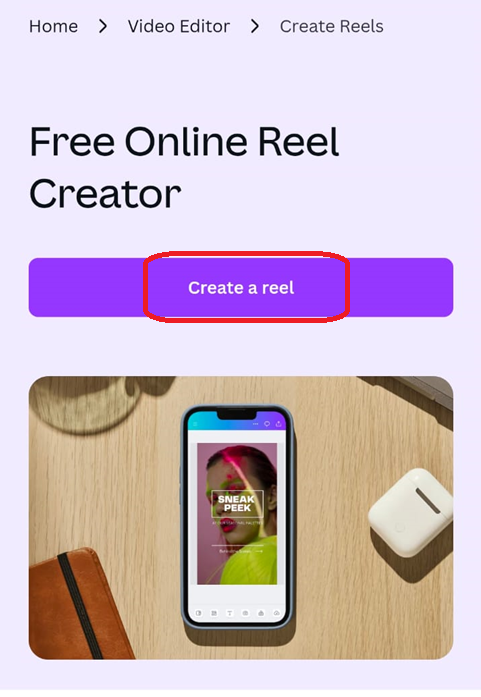 Home > Video Editor > Create Reels
Free Online Reel
Creator
Create a reel
SNEAK
PEEK